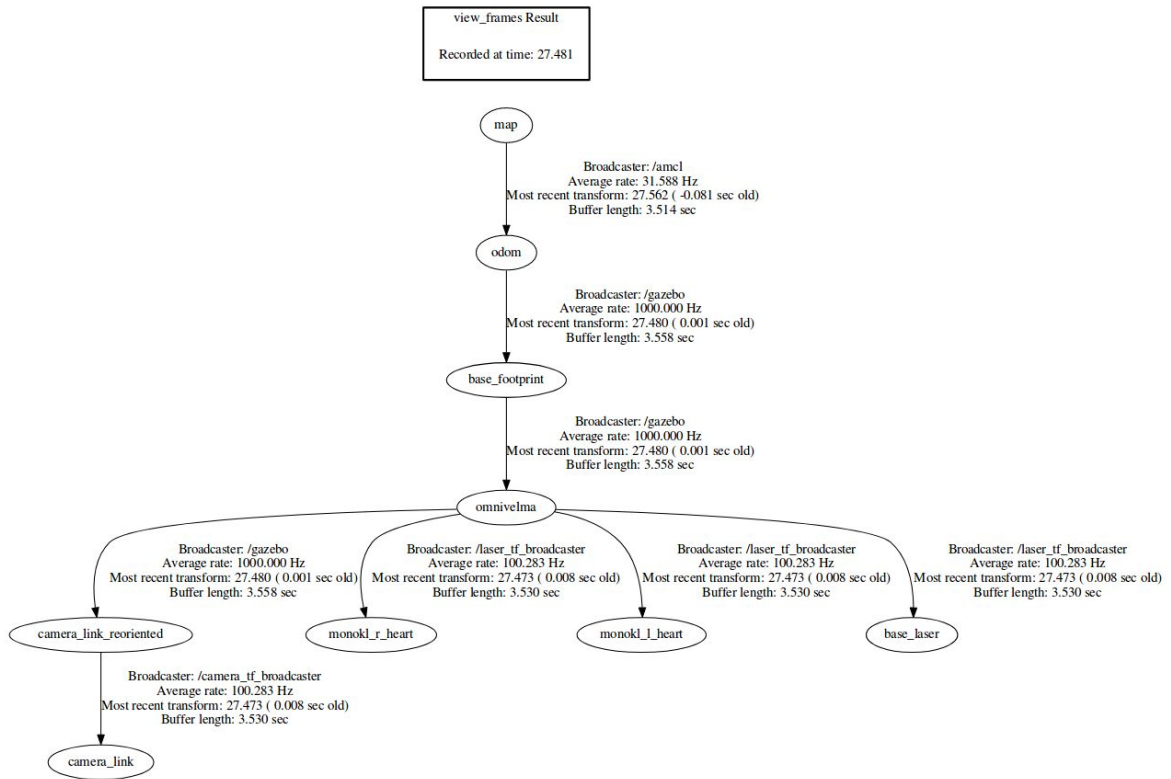 view_frames Result
Recorded at time: 27.481
map
Broadcaster: /amcl
Average rate: 31.588 Hz
Most recent transform: 27.562 ( -0.081 sec old)
Buffer length: 3.514 sec
odom
Broadcaster: /gazebo
Average rate: 1000.000 Hz
Most recent transform: 27.480 ( 0.001 sec old)
Buffer length: 3.558 sec
base_footprint
Broadcaster: /gazebo
Average rate: 1000.000 Hz
Most recent transform: 27.480 ( 0.001 sec old)
Buffer length: 3.558 sec
omnivelma
Broadcaster: /gazebo
Average rate: 1000.000 Hz
Most recent transform: 27.480 ( 0.001 sec old)
Buffer length: 3.558 sec
Broadcaster: /laser_tf_broadcaster
Average rate: 100.283 Hz
Most recent transform: 27.473 ( 0.008 sec old)
Buffer length: 3.530 sec
Broadcaster: /laser_tf_broadcaster
Average rate: 100.283 Hz
Most recent transform: 27.473 ( 0.008 sec old)
Buffer length: 3.530 sec
Broadcaster: /laser_tf_broadcaster
Average rate: 100.283 Hz
Most recent transform: 27.473 ( 0.008 sec old)
Buffer length: 3.530 sec
camera_link_reoriented
monokl_r_heart
monokl_l_heart
base_laser
Broadcaster: /camera_tf_broadcaster
Average rate: 100.283 Hz
Most recent transform: 27.473 ( 0.008 sec old)
Buffer length: 3.530 sec
camera_link